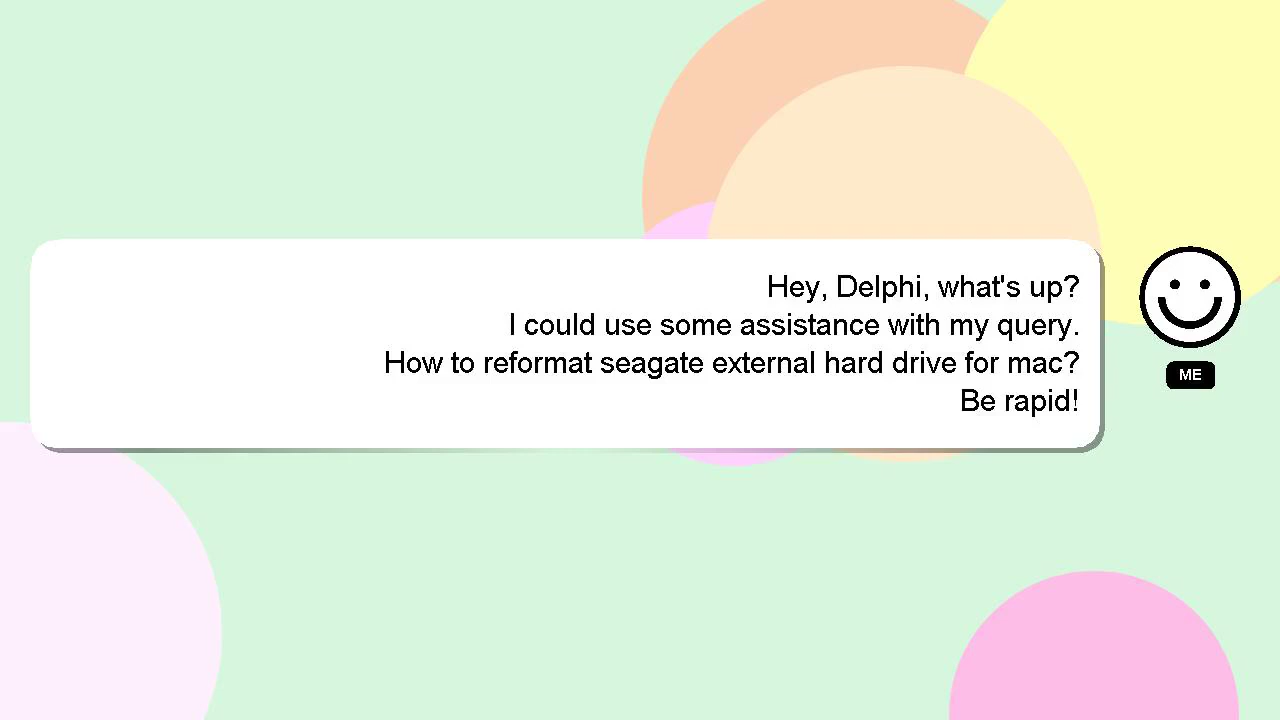 Hey, Delphi, what's up?
I could use some assistance with my query.
How to reformat seagate external hard drive for mac?
Be rapid!
ME